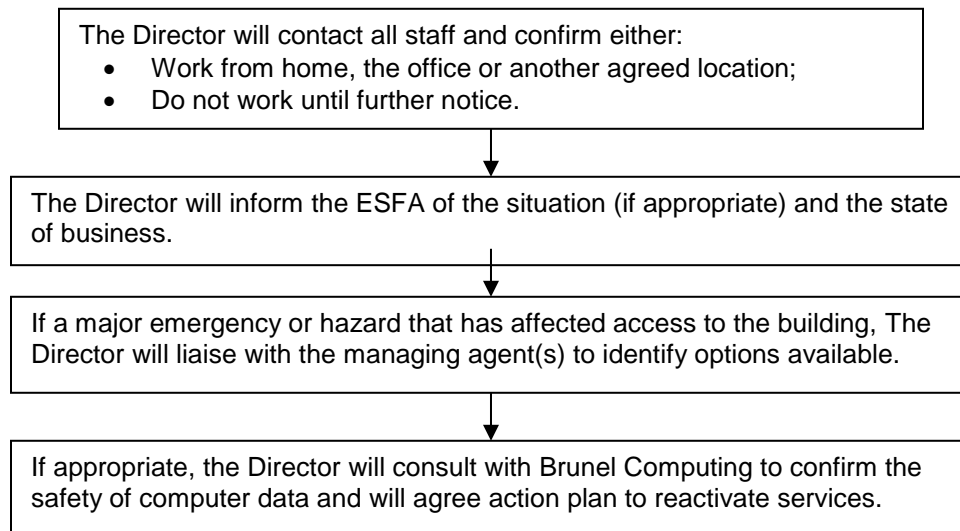 The Director will contact all staff and confirm either:
• Work from home, the office or another agreed location;
• Do not work until further notice.
The Director will inform the ESFA of the situation (if appropriate) and the state
of business.
If a major emergency or hazard that has affected access to the building, The
Director will liaise with the managing agent(s) to identify options available.
If appropriate, the Director will consult with Brunel Computing to confirm the
safety of computer data and will agree action plan to reactivate services.